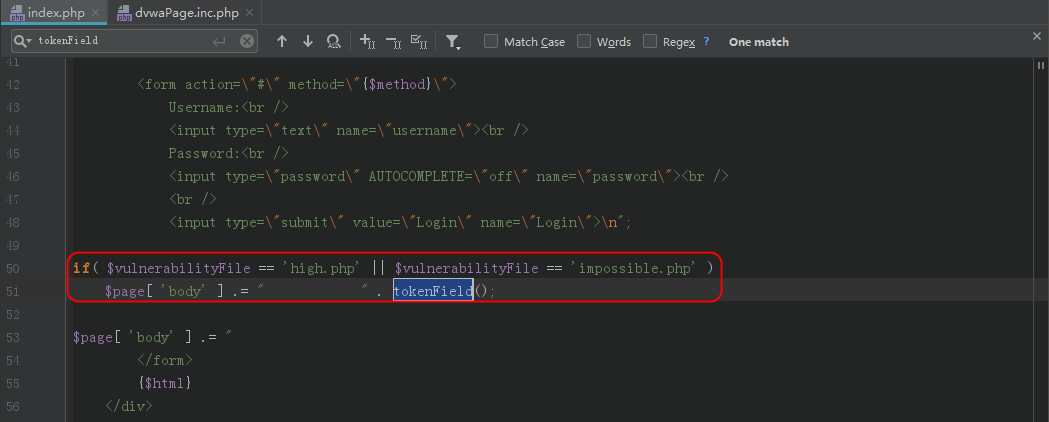 index.php × dvwaPage.inc.php ×
tokenField Match Case Words Regex ? One match
41
42 <form action=\"#\" method=\"{$method}\">
43 Username:<br />
44 <input type=\"text\" name=\"username\"><br />
45 Password:<br />
46 <input type=\"password\" AUTOCOMPLETE=\"off\" name=\"password\"><br />
47 <br />
48 <input type=\"submit\" value=\"Login\" name=\"Login\">\n";
49
50 if( $vulnerabilityFile == 'high.php' || $vulnerabilityFile == 'impossible.php' )
51 $page[ 'body' ] .= "            " . tokenField();
52
53 $page[ 'body' ] .= "
54 </form>
55 {$html}
56 </div>